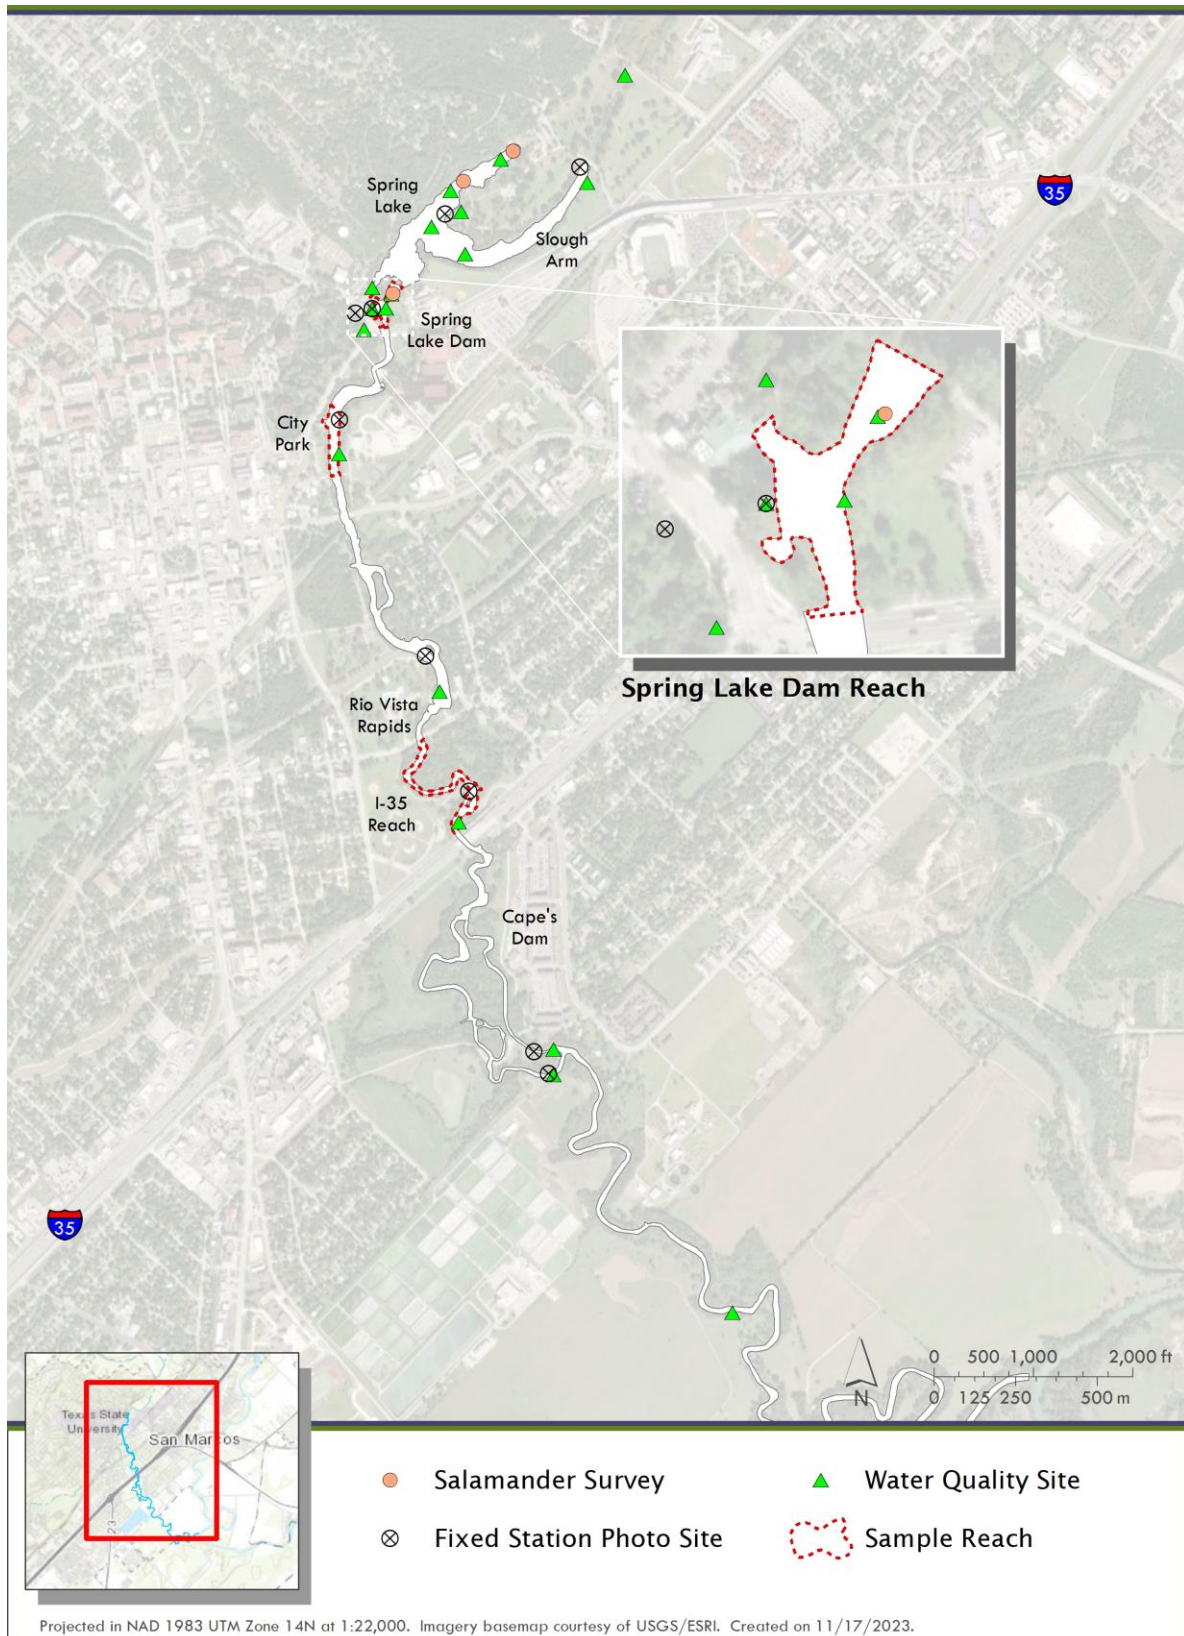 35
Spring
Lake
Slough
Arm
Spring
Lake Dam
City
Park
Spring Lake Dam Reach
Rio Vista
Rapids
I-35
Reach
Cape's
Dam
35
0 500 1,000 2,000 ft
0 125 250 500 m
N
Texas State
University
San Marcos
23
Salamander Survey
Water Quality Site
Fixed Station Photo Site
Sample Reach
Projected in NAD 1983 UTM Zone 14N at 1:22,000. Imagery basemap courtesy of USGS/ESRI. Created on 11/17/2023.